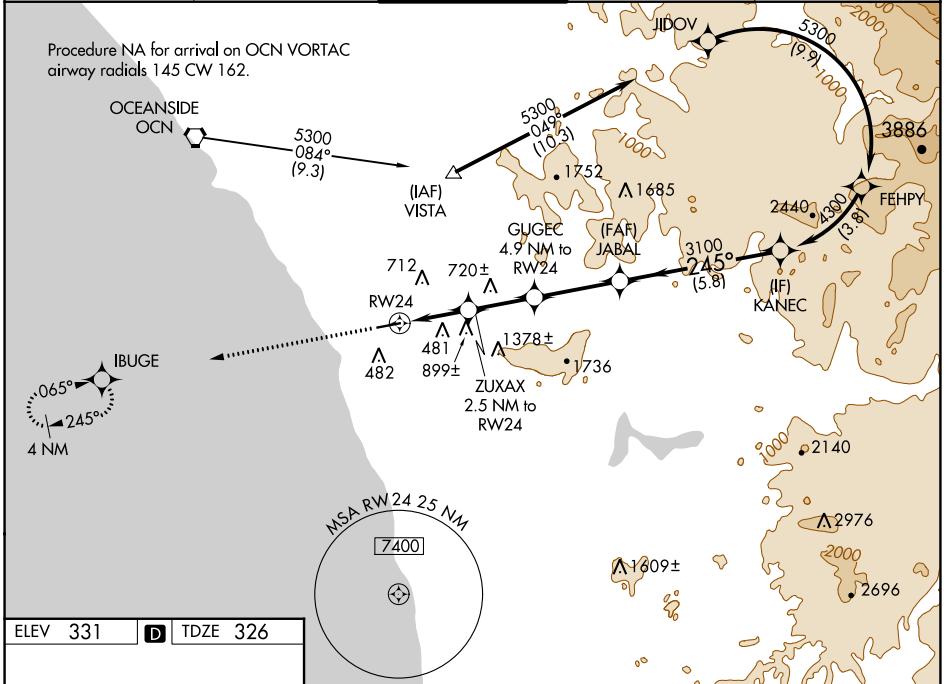 JIDOV
5300
(9.9)
2000
1000
Procedure NA for arrival on OCN VORTAC
airway radials 145 CW 162.
OCEANSIDE
OCN
5300
084°
(9.3)
5300
049°
(10.3)
1000
3886
(IAF)
VISTA
1752
1685
FEHPY
2440
4300
(3.8)
GUGEC
4.9 NM to
RW24
(FAF)
JABAL
3100
245°
(5.8)
(IF)
KANEC
712
720±
RW24
481
899±
482
1378±
1736
ZUXAX
2.5 NM to
RW24
IBUGE
065°
245°
4 NM
1000
2140
2976
2000
2696
1609±
MSA RW24 25 NM
7400
ELEV 331
D
TDZE 326